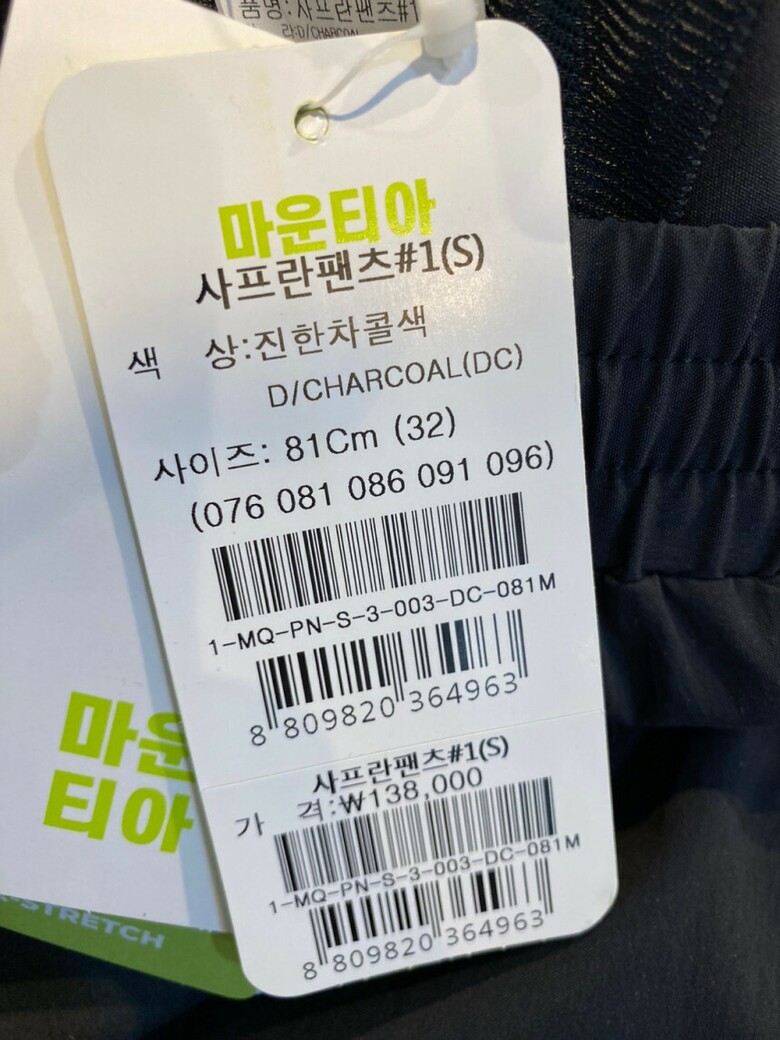 품명:사프란팬츠#1
라:D/CHARCOAL
마운티아
사프란팬츠#1(S)
색 상:진한차콜색
D/CHARCOAL(DC)
사이즈: 81Cm (32)
(076 081 086 091 096)
1-MQ-PN-S-3-003-DC-081M
8 809820 364963
사프란팬츠#1(S)
가 격:₩138,000
1-MQ-PN-S-3-003-DC-081M
8 809820 364963
마운
티아
STRETCH